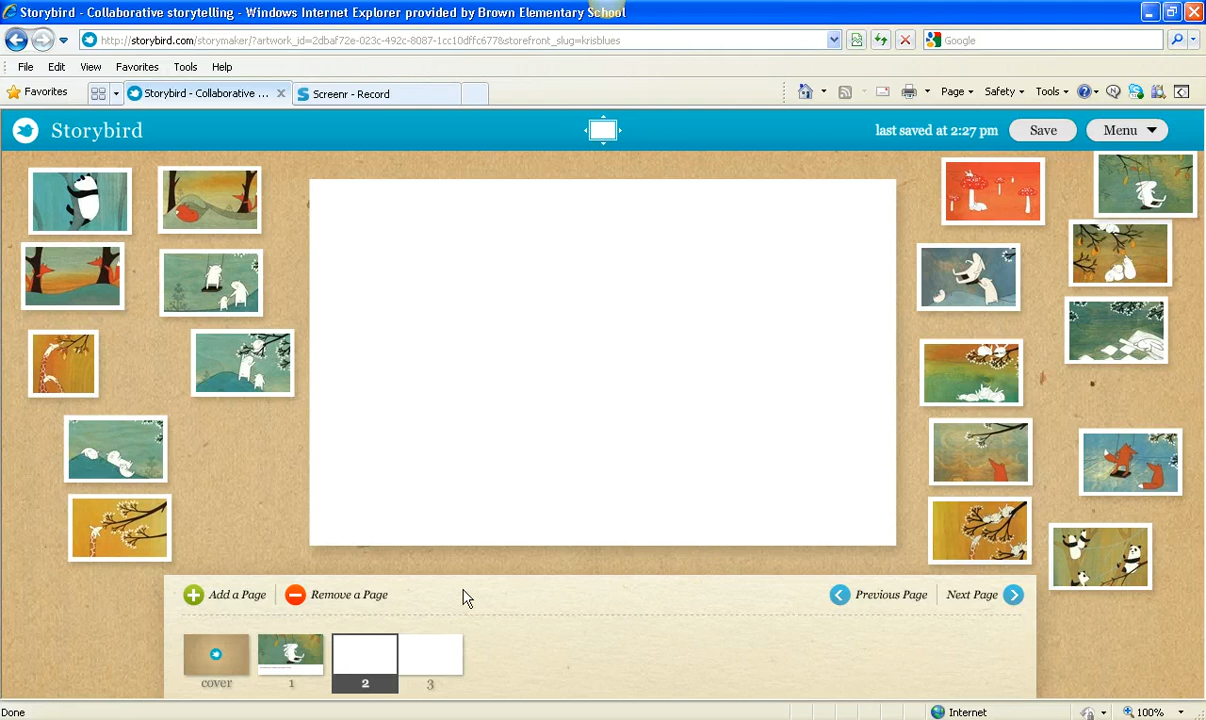 Storybird - Collaborative storytelling - Windows Internet Explorer provided by Brown Elementary School
http://storybird.com/storymaker/?artwork_id=2dbaf72e-023c-492c-8087-1cc10dffc677&storefront_slug=krisblues
Google
File Edit View Favorites Tools Help
Favorites
Storybird - Collaborative ...
Screenr - Record
Page Safety Tools
Storybird
last saved at 2:27 pm
Save
Menu
Add a Page
Remove a Page
Previous Page
Next Page
cover
1
2
3
Done
Internet
100%